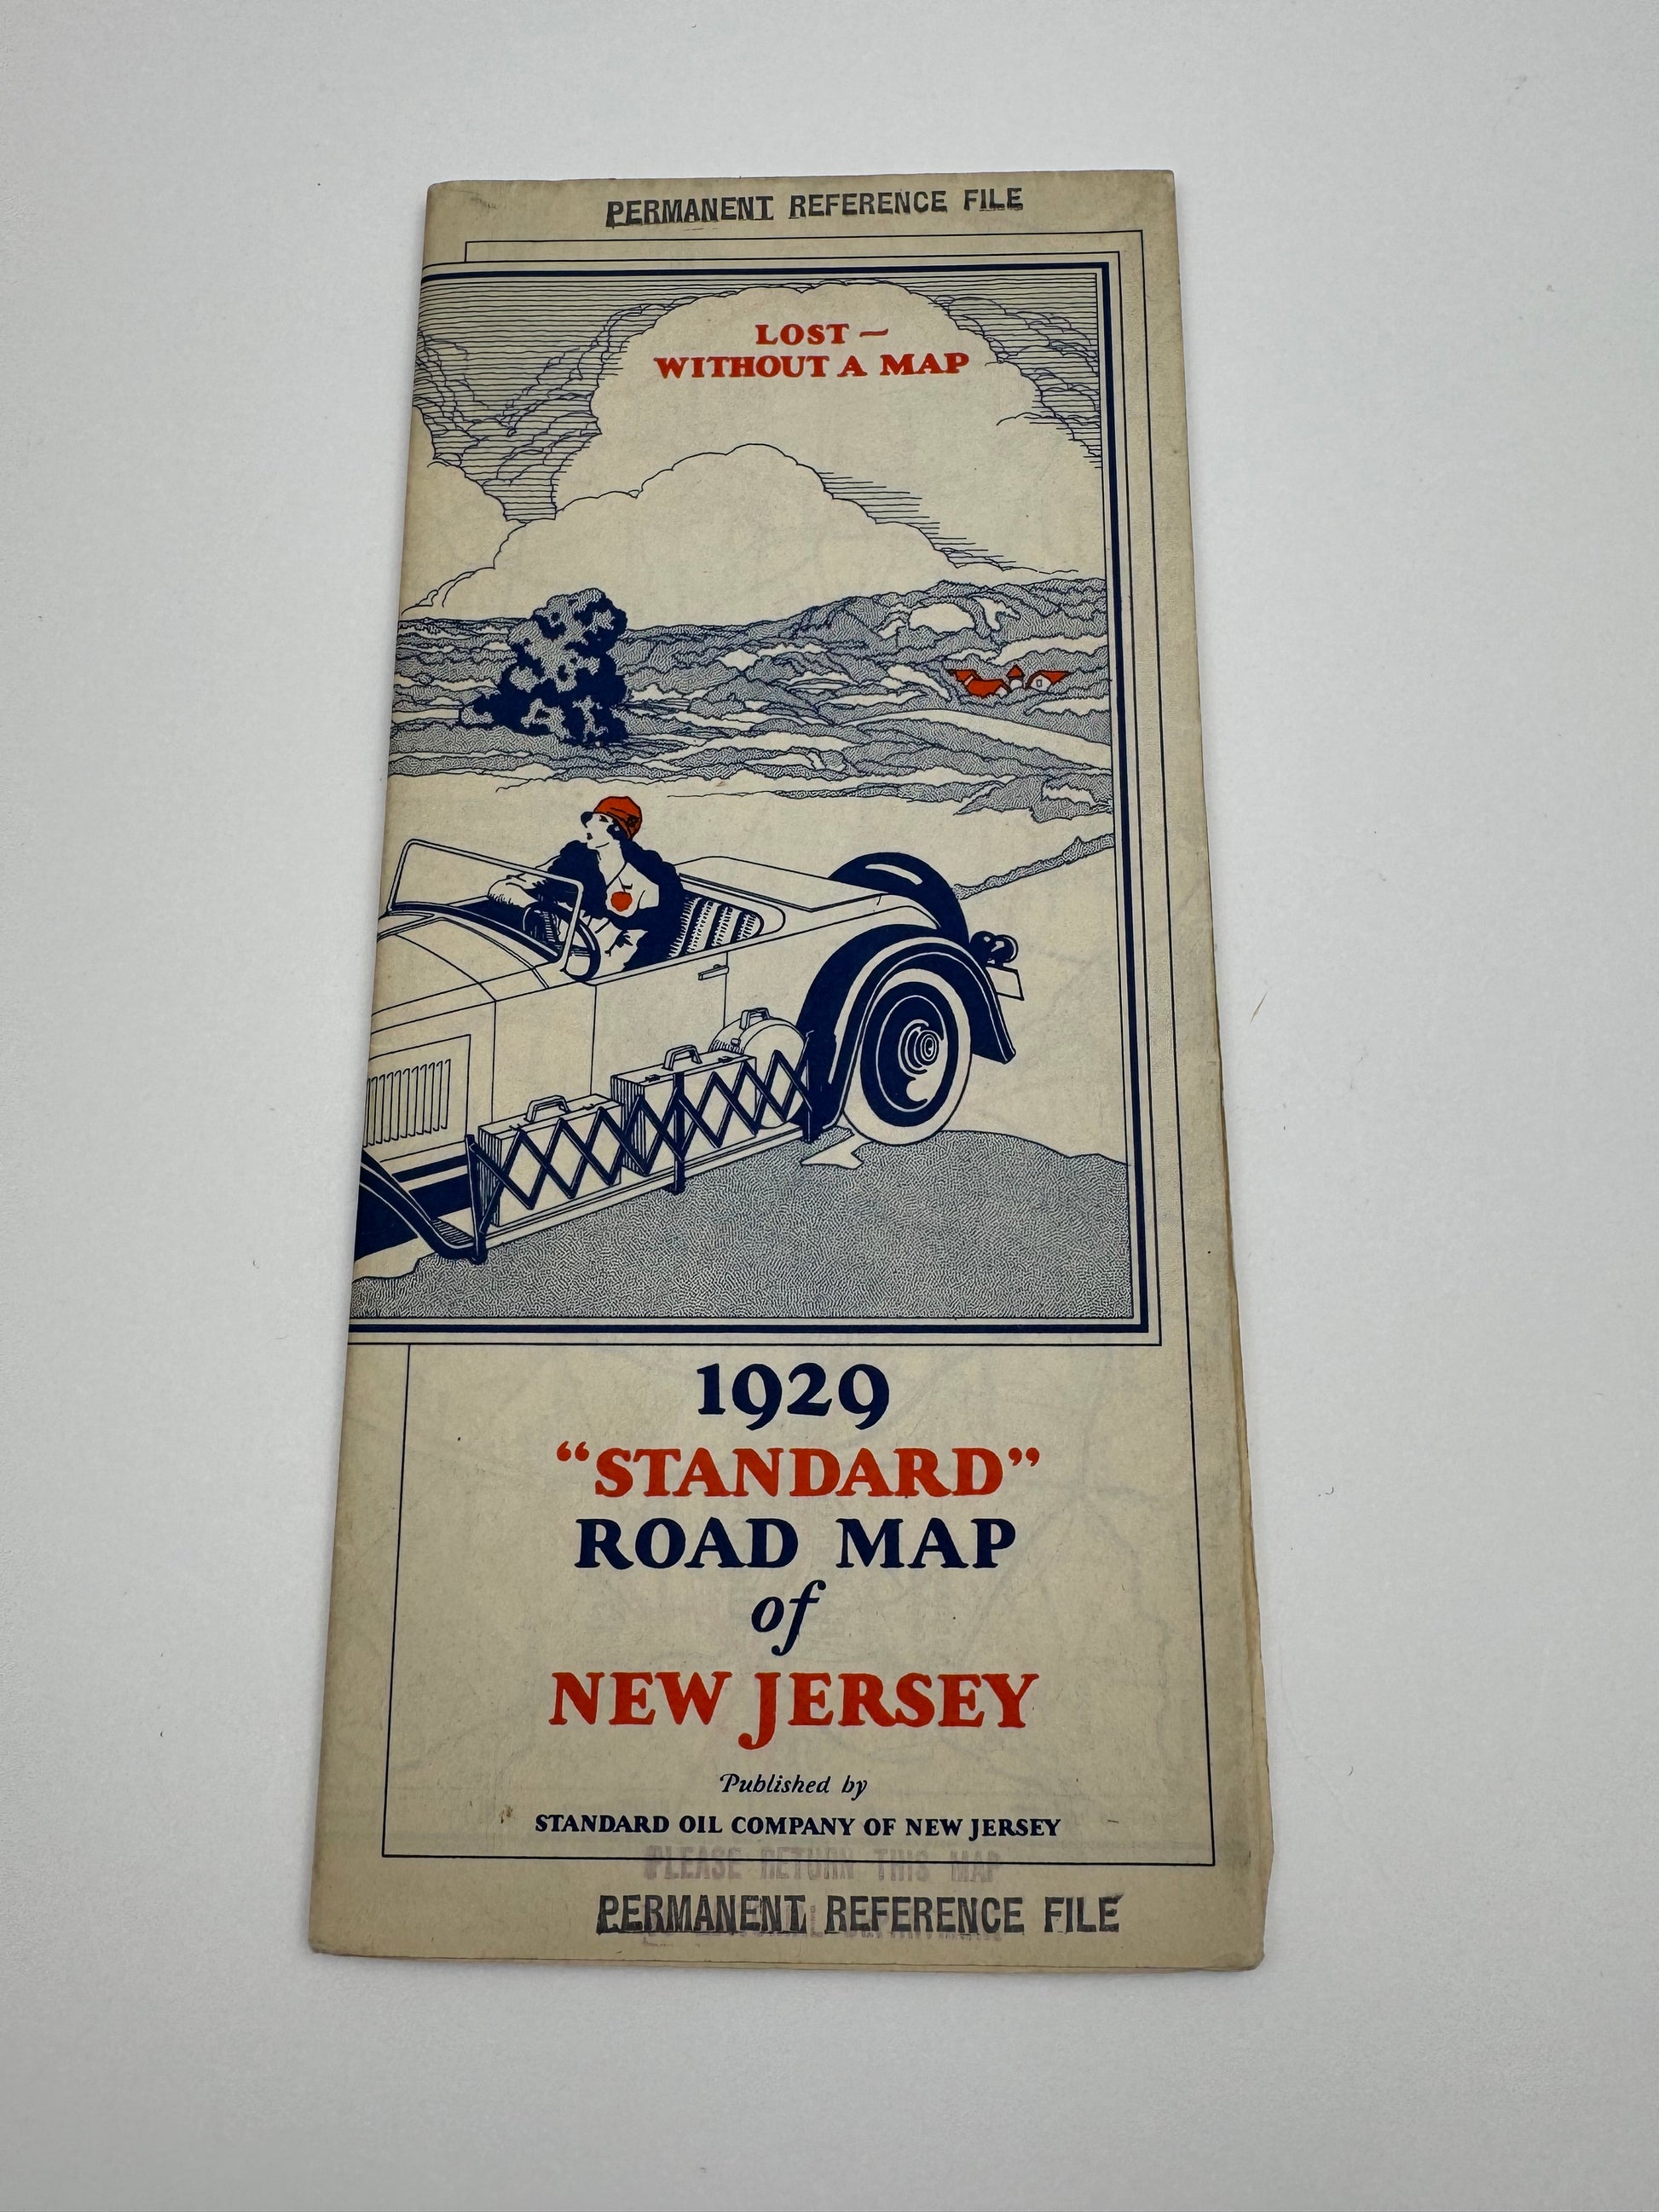 PERMANENT REFERENCE FILE
LOST –
WITHOUT A MAP
1929
“STANDARD”
ROAD MAP
of
NEW JERSEY
Published by
STANDARD OIL COMPANY OF NEW JERSEY
PLEASE RETURN THIS MAP
PERMANENT REFERENCE FILE